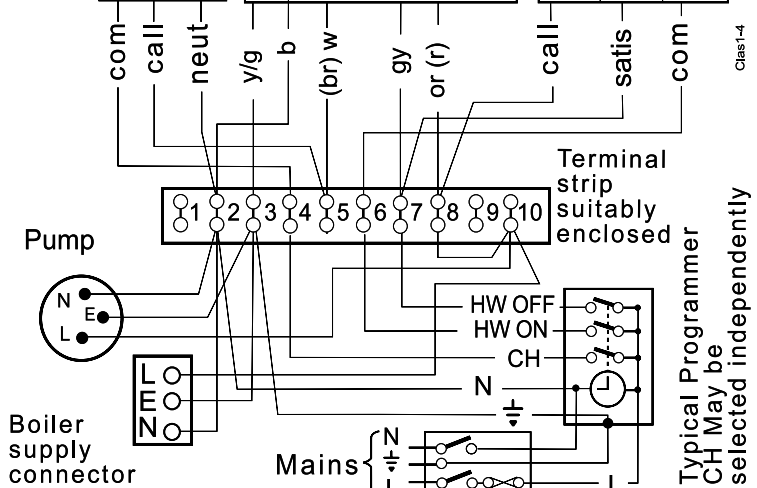 com
call
neut
y/g
b
(br) w
gy
or (r)
call
satis
com
Clas1-4
Terminal
strip
suitably
enclosed
1 2 3 4 5 6 7 8 9 10
Pump
N
E
L
HW OFF
HW ON
CH
N
L
E
N
Boiler
supply
connector
Mains
N
L
L
Typical Programmer
CH May be
selected independently